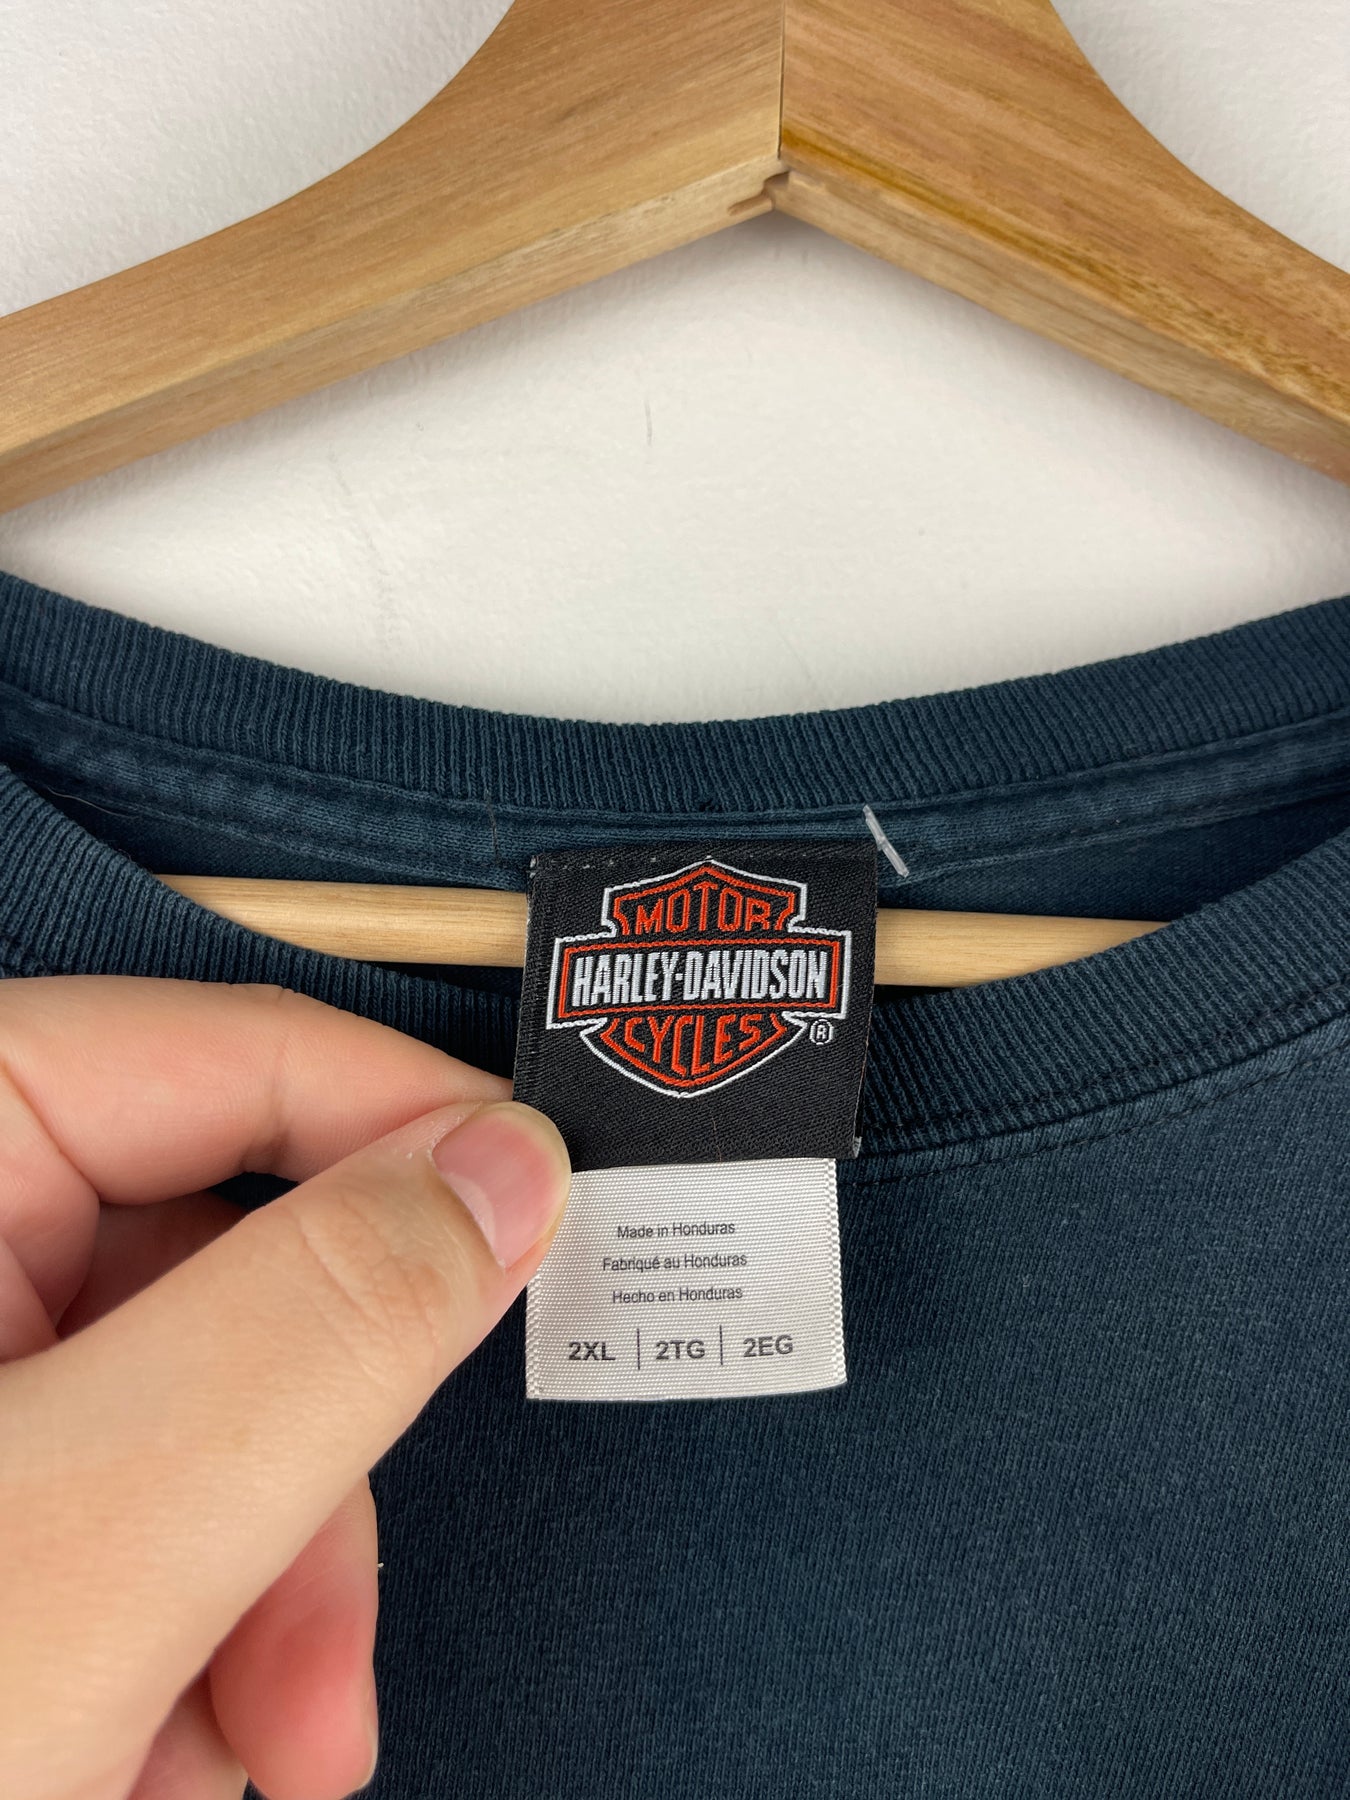 MOTOR
HARLEY-DAVIDSON
CYCLES
®
Made in Honduras
Fabriqué au Honduras
Hecho en Honduras
2XL | 2TG | 2EG